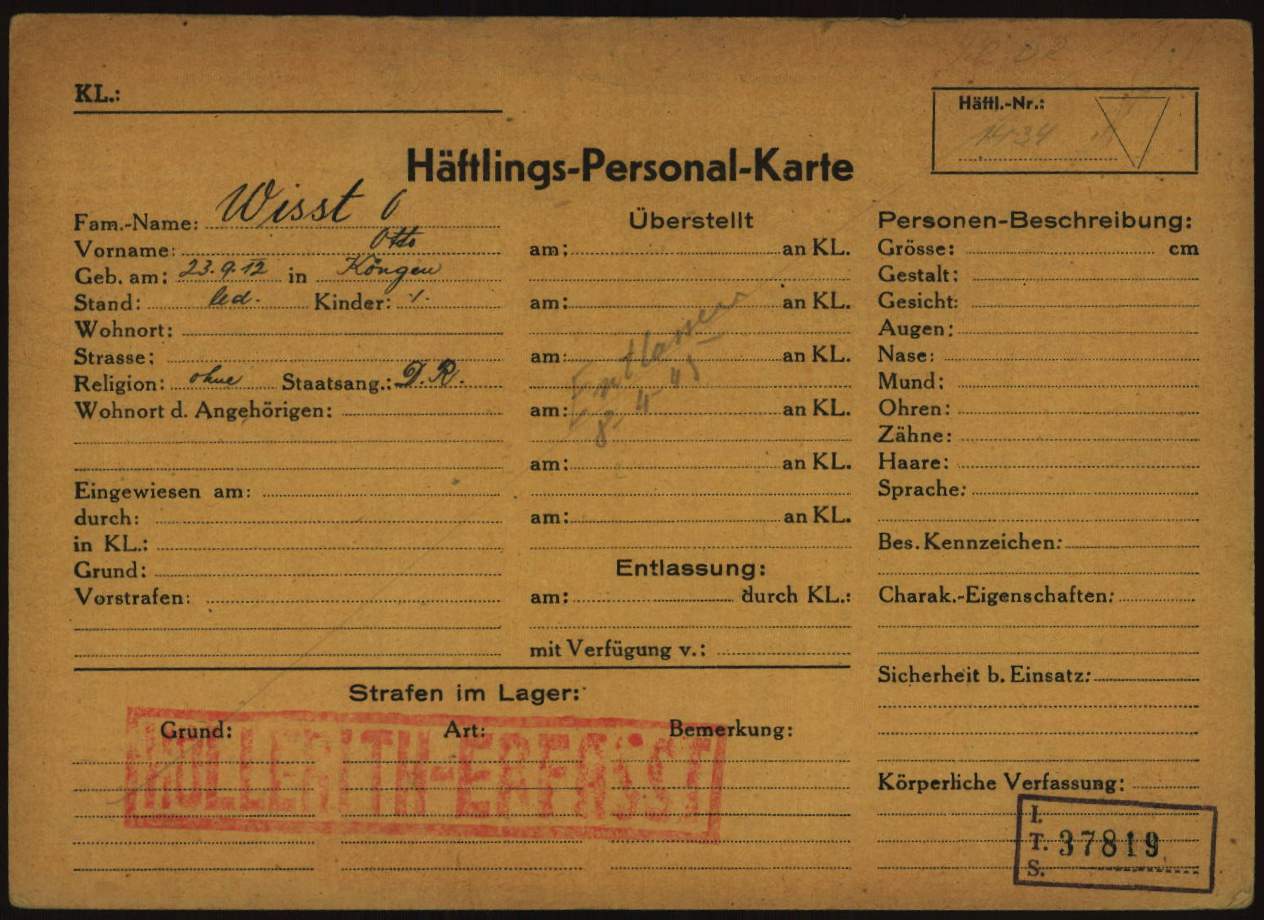 KL.:
Häftl.-Nr.:
Häftlings-Personal-Karte
Fam.-Name: Wisst O
Vorname: Otto
Geb. am: 23.9.12 in Köngen
Stand: led. Kinder: 1.
Wohnort:
Strasse:
Religion: ohne Staatsang.: D.R.
Wohnort d. Angehörigen:
Eingewiesen am:
durch:
in KL.:
Grund:
Vorstrafen:
Überstellt
am: an KL.
am: an KL.
am: an KL.
am: an KL.
am: an KL.
am: an KL.
Entlassen
Entlassung:
am: durch KL.:
mit Verfügung v.:
Personen-Beschreibung:
Grösse: cm
Gestalt:
Gesicht:
Augen:
Nase:
Mund:
Ohren:
Zähne:
Haare:
Sprache:
Bes. Kennzeichen:
Charak.-Eigenschaften:
Sicherheit b. Einsatz:
Körperliche Verfassung:
Strafen im Lager:
Grund: Art: Bemerkung:
HOLLERITH-ERFASST
I.
T. 37819
S.